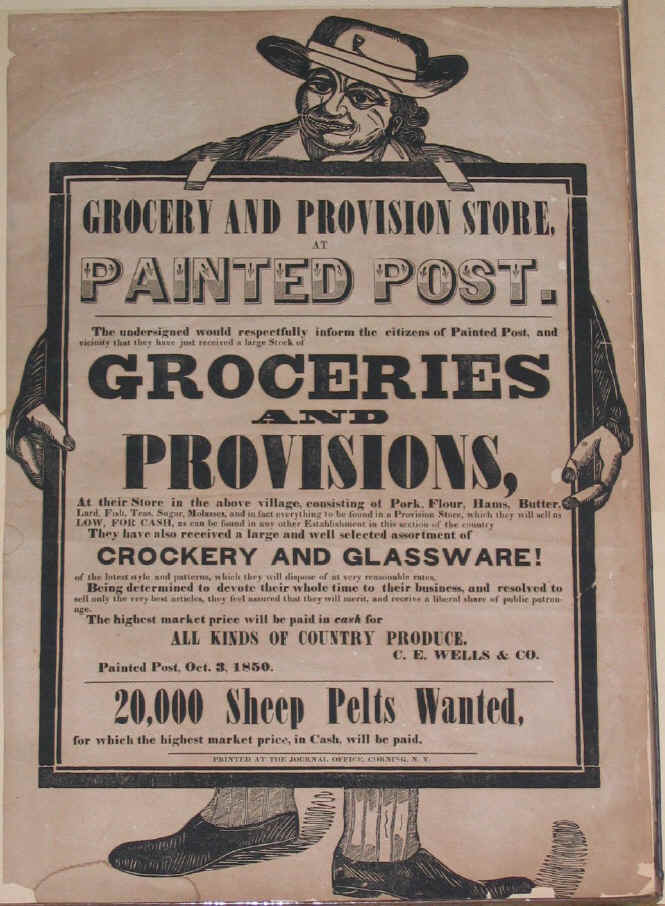 GROCERY AND PROVISION STORE,
AT
PAINTED POST.
The undersigned would respectfully inform the citizens of Painted Post, and
vicinity that they have just received a large Stock of
GROCERIES
AND
PROVISIONS,
At their Store in the above village, consisting of Pork, Flour, Hams, Butter,
Lard, Fish, Teas, Sugar, Molasses, and in fact everything to be found in a Provision Store, which they will sell as
LOW, FOR CASH, as can be found in any other Establishment in this section of the country
They have also received a large and well selected assortment of
CROCKERY AND GLASSWARE!
of the latest style and patterns, which they will dispose of at very reasonable rates.
Being determined to devote their whole time to their business, and resolved to
sell only the very best articles, they feel assured that they will merit, and receive a liberal share of public patron-
age.
The highest market price will be paid in cash for
ALL KINDS OF COUNTRY PRODUCE.
C. E. WELLS & CO.
Painted Post, Oct. 3, 1850.
20,000 Sheep Pelts Wanted,
for which the highest market price, in Cash, will be paid.
PRINTED AT THE JOURNAL OFFICE, CORNING, N. Y.